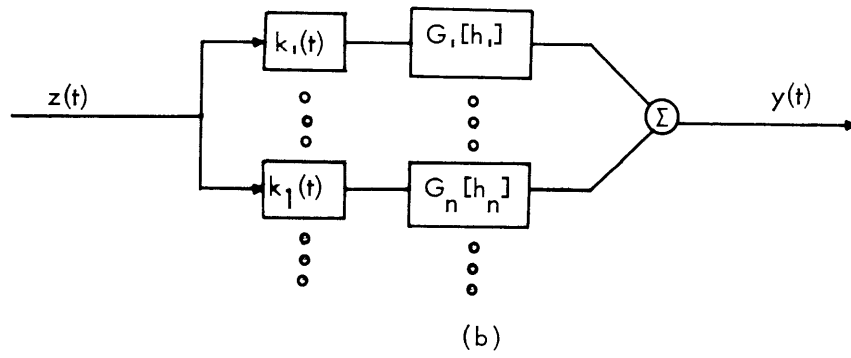 k₁(t)
G₁[h₁]
z(t)
Σ
y(t)
k₁(t)
Gₙ[hₙ]
(b)